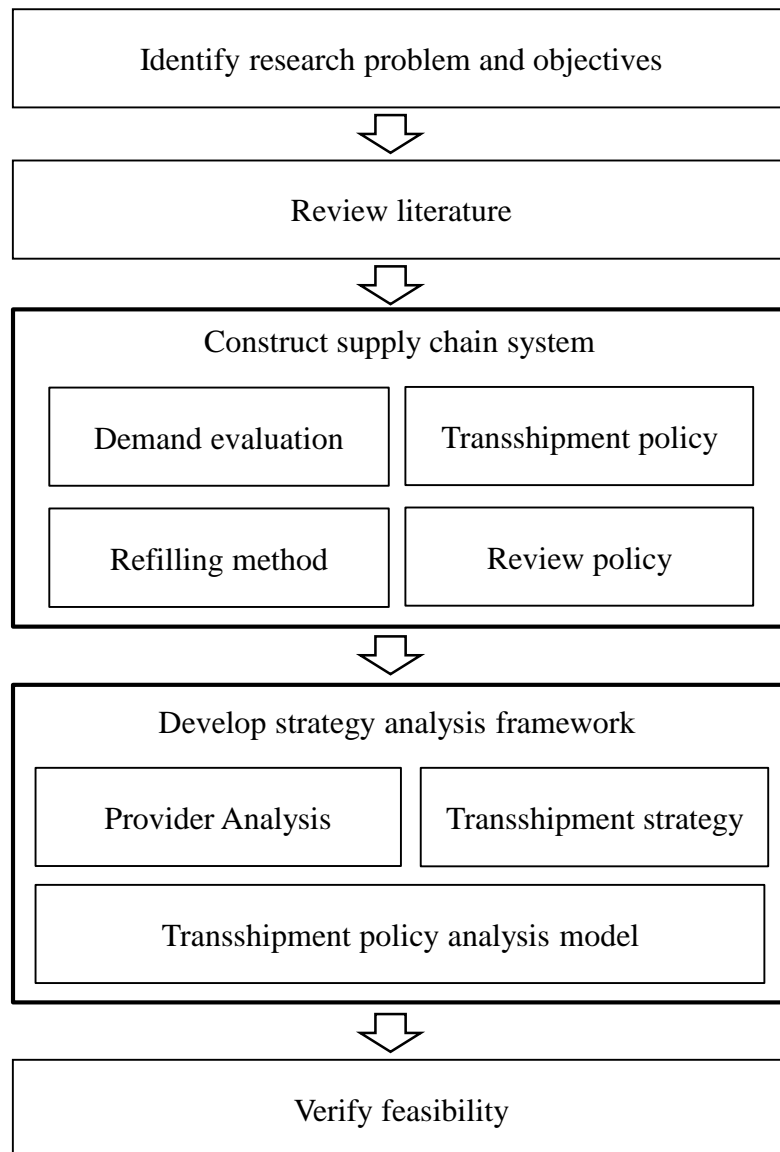 Identify research problem and objectives
Review literature
Construct supply chain system
Demand evaluation
Transshipment policy
Refilling method
Review policy
Develop strategy analysis framework
Provider Analysis
Transshipment strategy
Transshipment policy analysis model
Verify feasibility